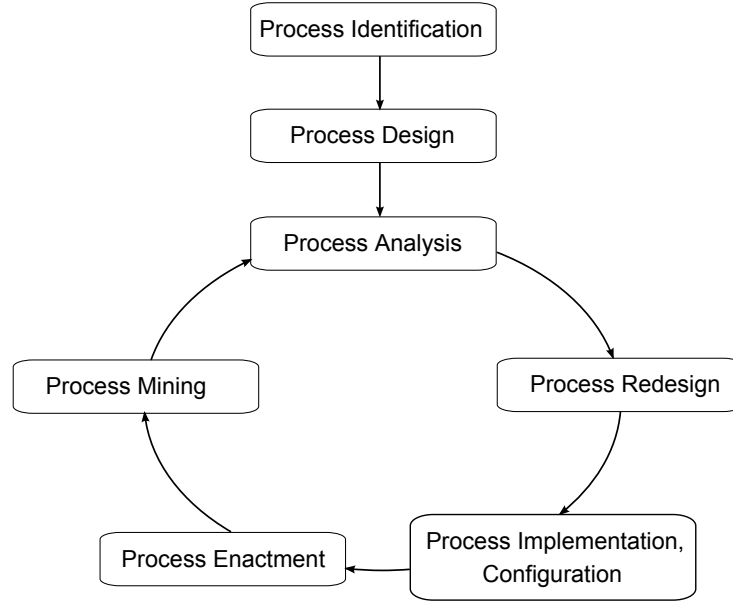 Process Identification
Process Design
Process Analysis
Process Mining
Process Redesign
Process Enactment
Process Implementation,
Configuration